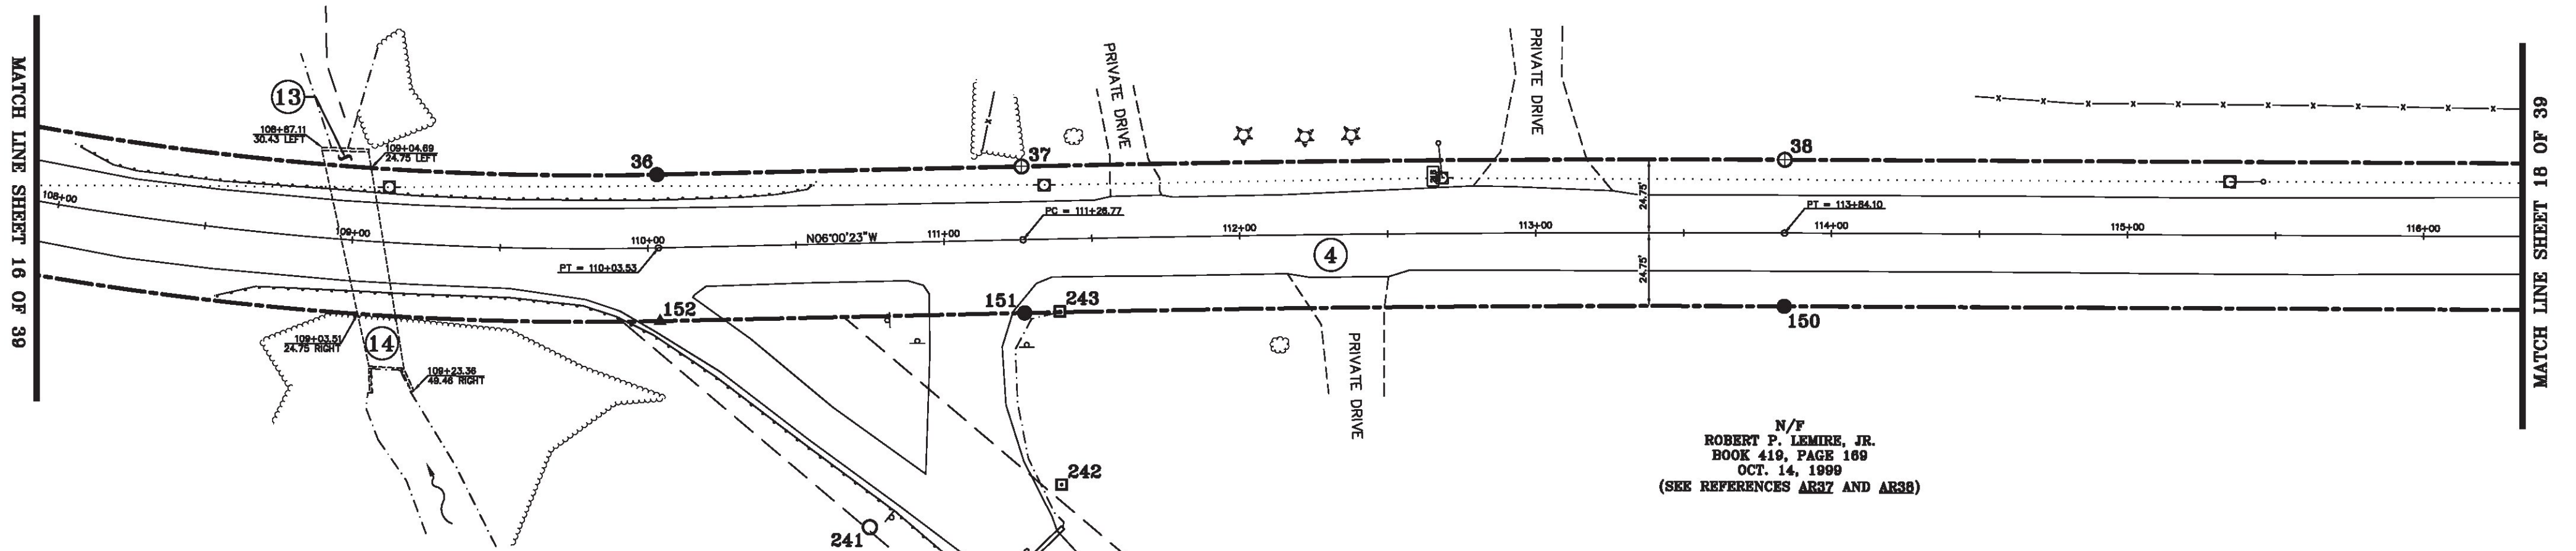 MATCH LINE SHEET 16 OF 39
13
108+87.11
30.43 LEFT
109+04.69
24.75 LEFT
36
37
PRIVATE DRIVE
PRIVATE DRIVE
38
MATCH LINE SHEET 18 OF 39
108+00
109+00
110+00
N06°00'23"W
111+00
PC = 111+26.77
112+00
113+00
24.75'
24.75'
PT = 113+84.10
114+00
115+00
116+00
PT = 110+03.53
4
152
151
243
150
109+03.51
24.75 RIGHT
14
109+23.36
49.46 RIGHT
PRIVATE DRIVE
242
241
N/F
ROBERT P. LEMIRE, JR.
BOOK 419, PAGE 169
OCT. 14, 1999
(SEE REFERENCES AR37 AND AR38)